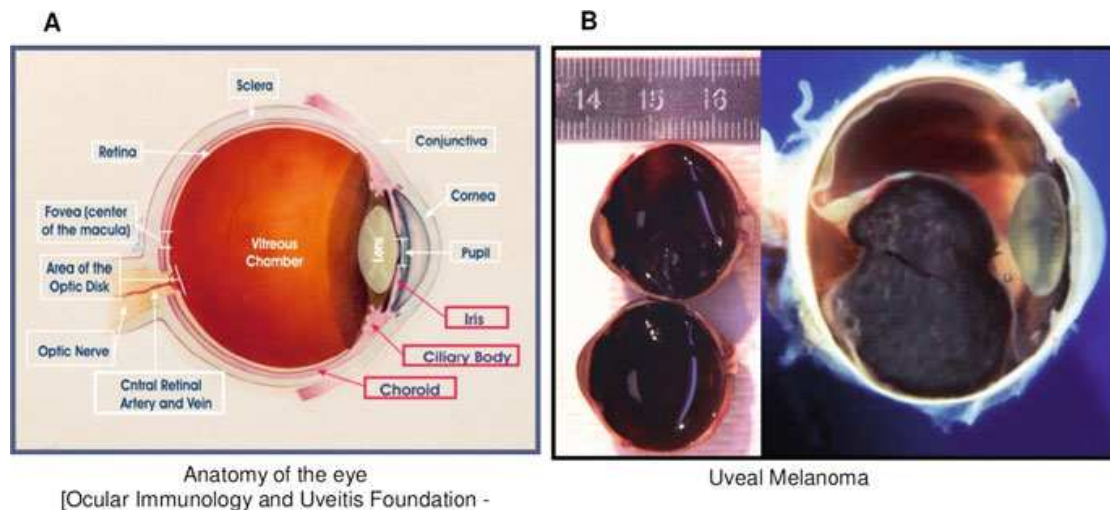 A
Sclera
Conjunctiva
Retina
Cornea
Fovea (center
of the macula)
Vitreous
Chamber
Lens
Pupil
Area of the
Optic Disk
Iris
Optic Nerve
Ciliary Body
Choroid
Cntral Retinal
Artery and Vein
Anatomy of the eye
[Ocular Immunology and Uveitis Foundation -
B
14 15 16
Uveal Melanoma